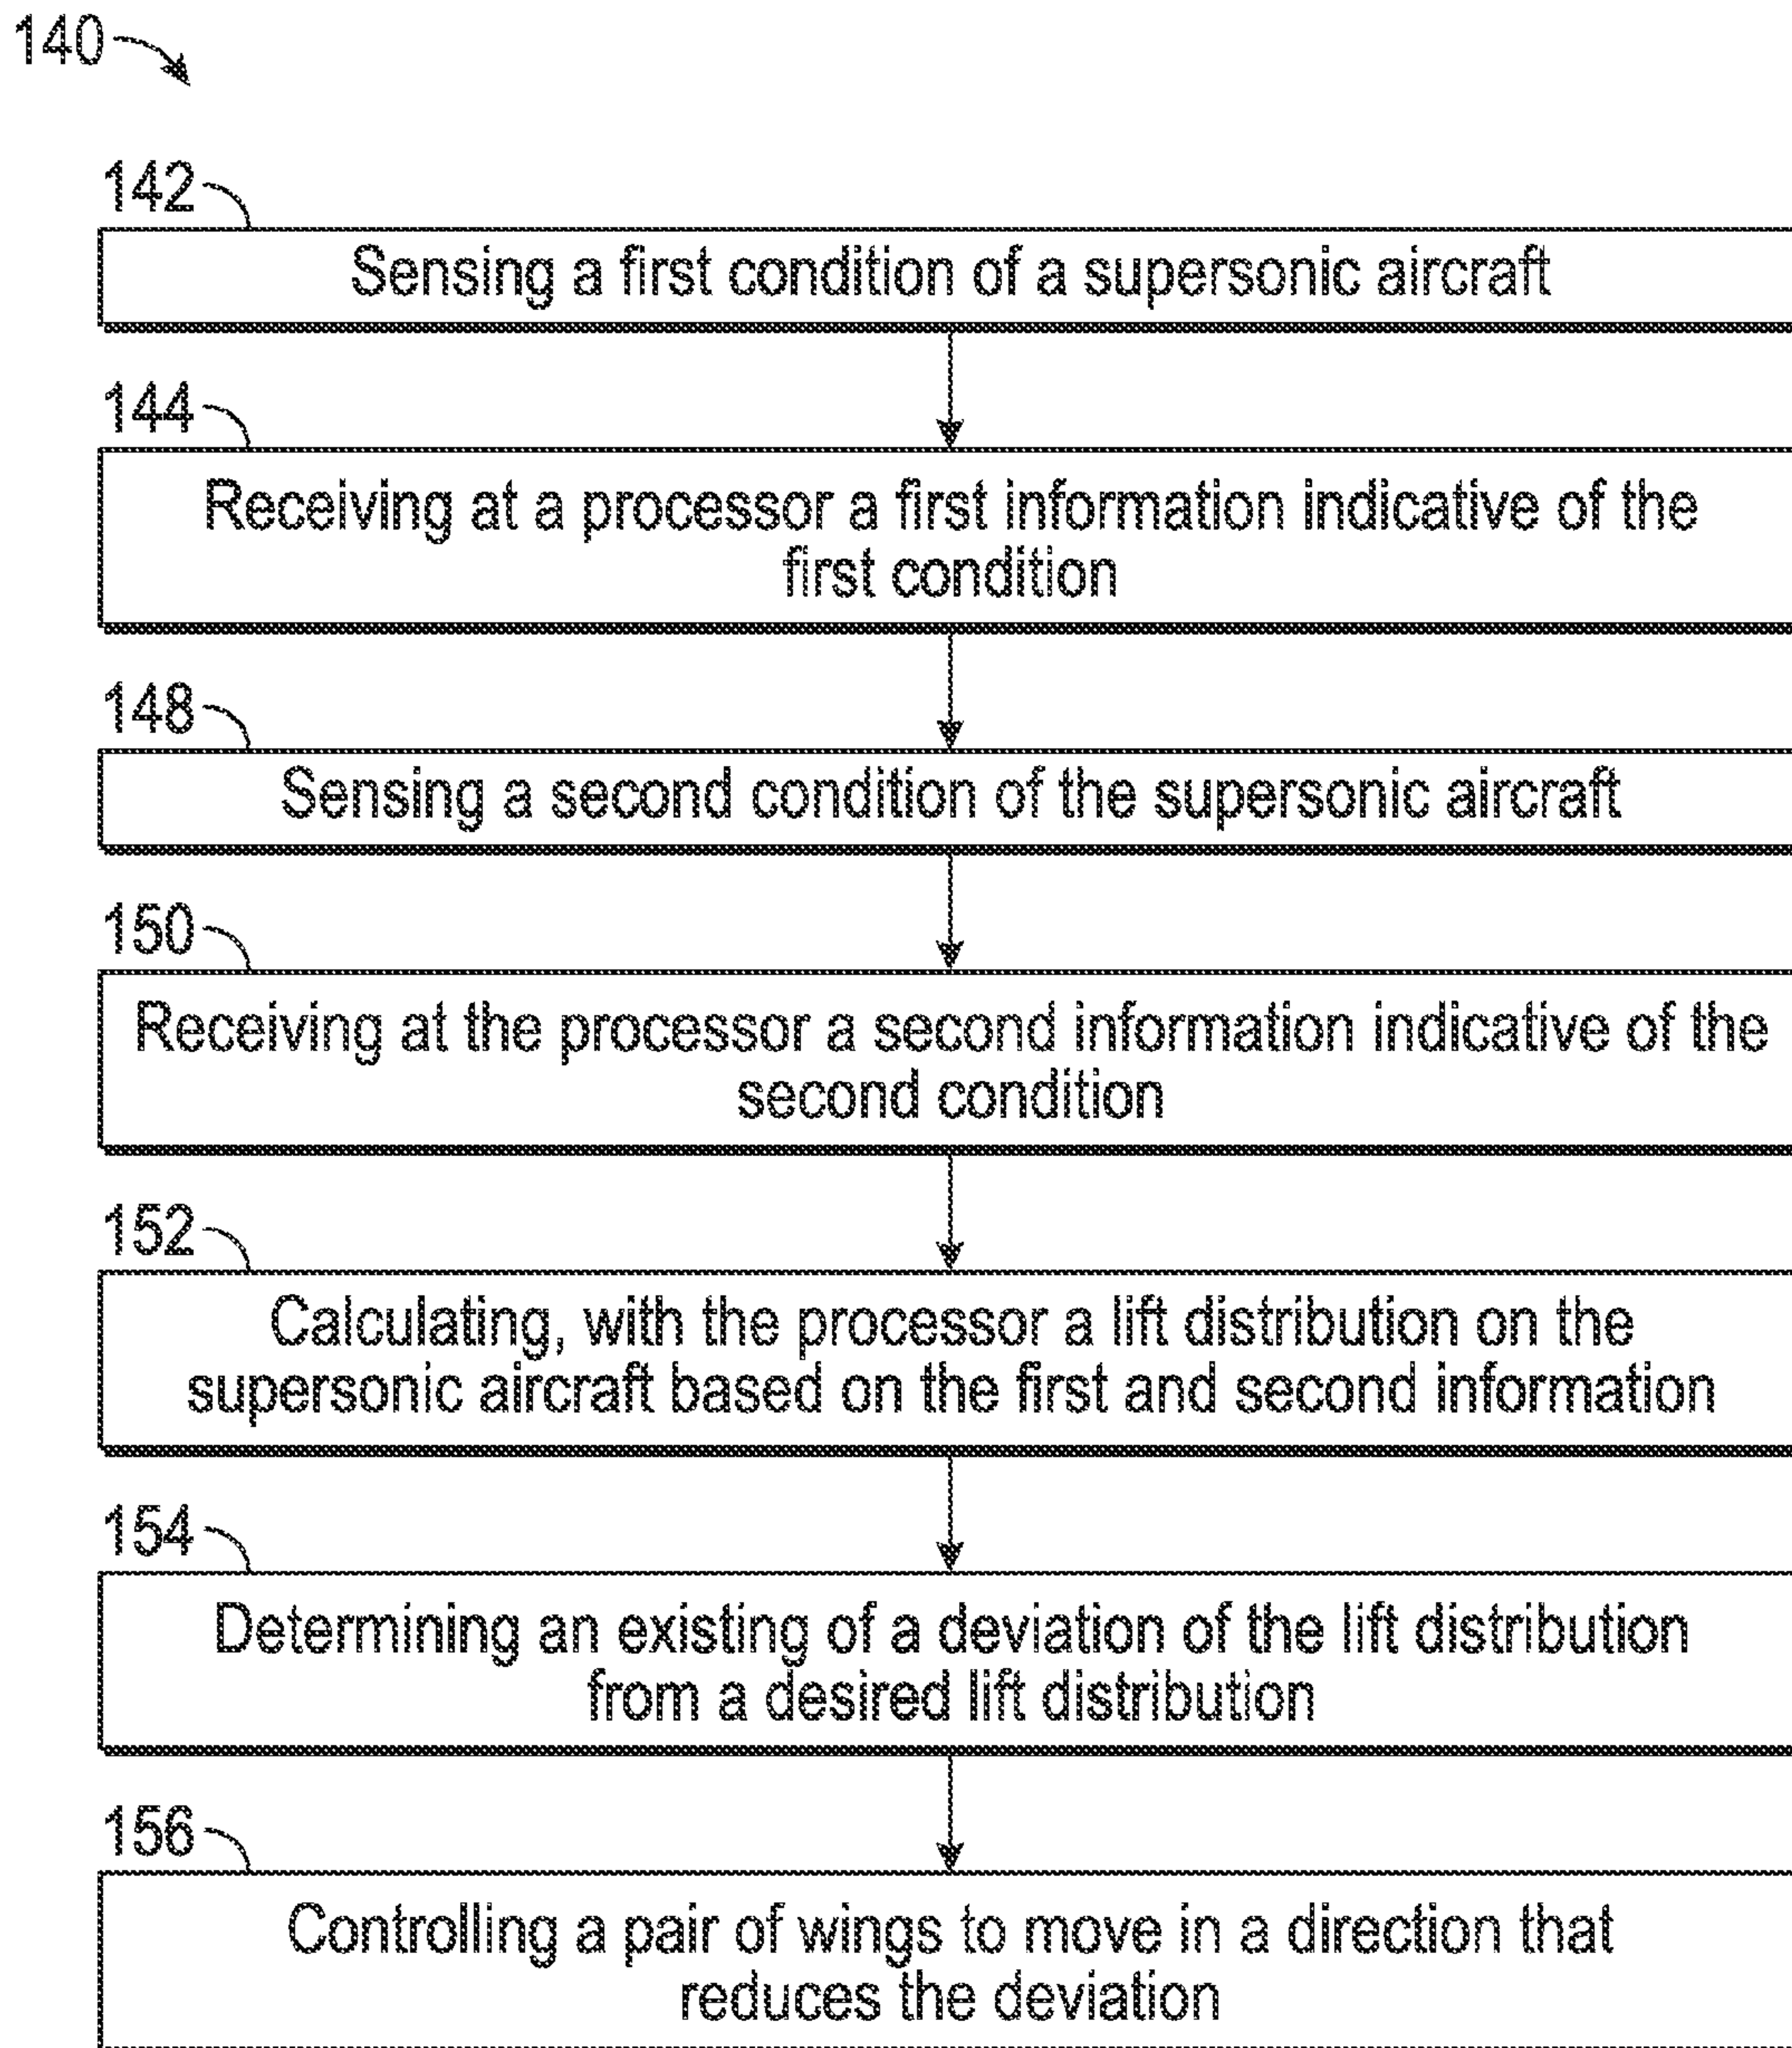 140
142
Sensing a first condition of a supersonic aircraft
144
Receiving at a processor a first information indicative of the
first condition
148
Sensing a second condition of the supersonic aircraft
150
Receiving at the processor a second information indicative of the
second condition
152
Calculating, with the processor a lift distribution on the
supersonic aircraft based on the first and second information
154
Determining an existing of a deviation of the lift distribution
from a desired lift distribution
156
Controlling a pair of wings to move in a direction that
reduces the deviation